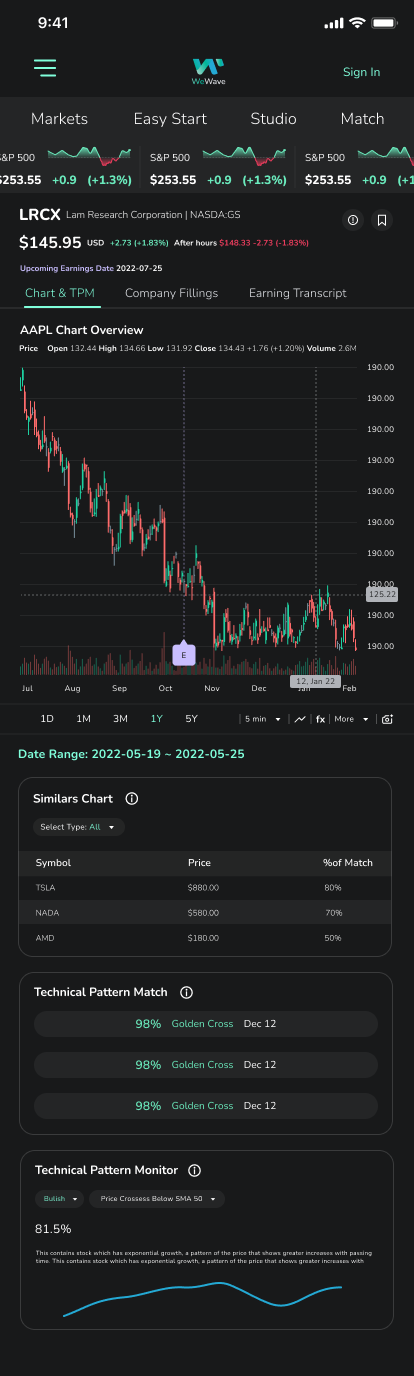 9:41
WeWave
Sign In
Markets Easy Start Studio Match
S&P 500 S&P 500 S&P 500
$253.55 +0.9 (+1.3%) $253.55 +0.9 (+1.3%) $253.55 +0.9 (+1
LRCX Lam Research Corporation | NASDA:GS
$145.95 USD +2.73 (+1.83%) After hours $148.33 -2.73 (-1.83%)
Upcoming Earnings Date 2022-07-25
Chart & TPM Company Fillings Earning Transcript
AAPL Chart Overview
Price Open 132.44 High 134.66 Low 131.92 Close 134.43 +1.76 (+1.20%) Volume 2.6M
190.00
190.00
190.00
190.00
190.00
190.00
190.00
190.00
125.22
190.00
190.00
E
12, Jan 22
Jul Aug Sep Oct Nov Dec Jan Feb
1D 1M 3M 1Y 5Y 5 min fx More
Date Range: 2022-05-19 ~ 2022-05-25
Similars Chart
Select Type: All
Symbol Price %of Match
TSLA $880.00 80%
NADA $580.00 70%
AMD $180.00 50%
Technical Pattern Match
98% Golden Cross Dec 12
98% Golden Cross Dec 12
98% Golden Cross Dec 12
Technical Pattern Monitor
Bulish Price Crossess Below SMA 50
81.5%
This contains stock which has exponential growth, a pattern of the price that shows greater increases with passing
time. This contains stock which has exponential growth, a pattern of the price that shows greater increases with